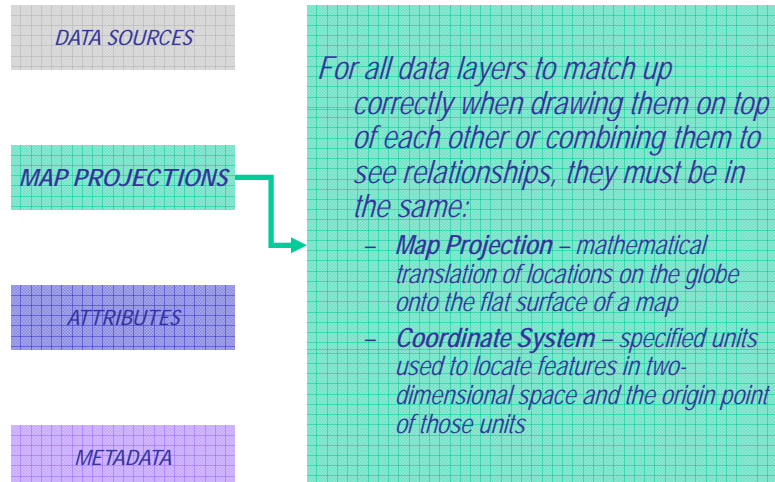 DATA SOURCES
MAP PROJECTIONS
ATTRIBUTES
METADATA
For all data layers to match up
correctly when drawing them on top
of each other or combining them to
see relationships, they must be in
the same:
– Map Projection – mathematical
translation of locations on the globe
onto the flat surface of a map
– Coordinate System – specified units
used to locate features in two-
dimensional space and the origin point
of those units